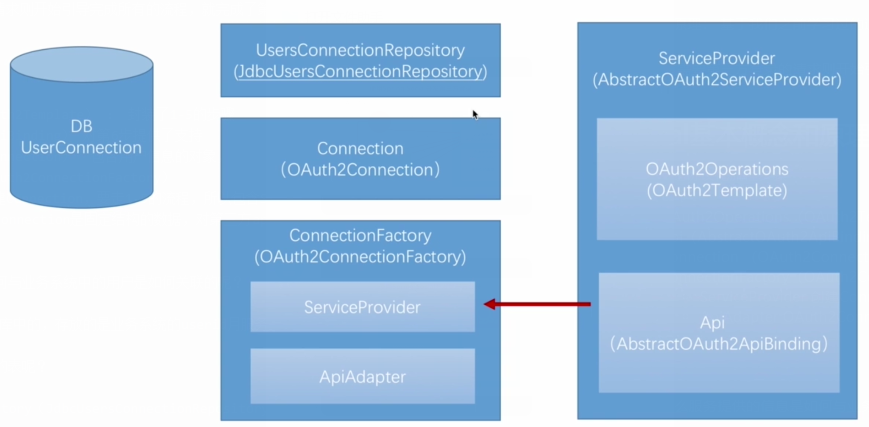 DB
UserConnection
UsersConnectionRepository
(JdbcUsersConnectionRepository)
Connection
(OAuth2Connection)
ConnectionFactory
(OAuth2ConnectionFactory)
ServiceProvider
ApiAdapter
ServiceProvider
(AbstractOAuth2ServiceProvider)
OAuth2Operations
(OAuth2Template)
Api
(AbstractOAuth2ApiBinding)